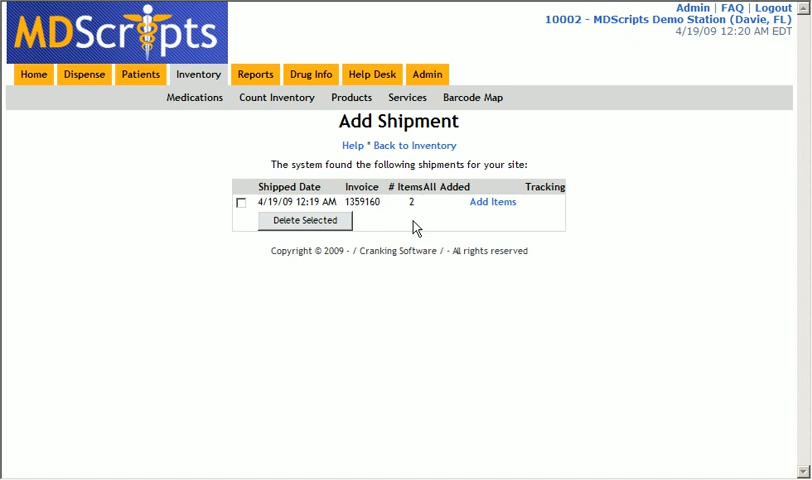 MDScripts
Admin | FAQ | Logout
10002 - MDScripts Demo Station (Davie, FL)
4/19/09 12:20 AM EDT
Home Dispense Patients Inventory Reports Drug Info Help Desk Admin
Medications Count Inventory Products Services Barcode Map
Add Shipment
Help * Back to Inventory
The system found the following shipments for your site:
Shipped Date Invoice # Items All Added Tracking
4/19/09 12:19 AM 1359160 2 Add Items
Delete Selected
Copyright © 2009 - / Cranking Software / - All rights reserved